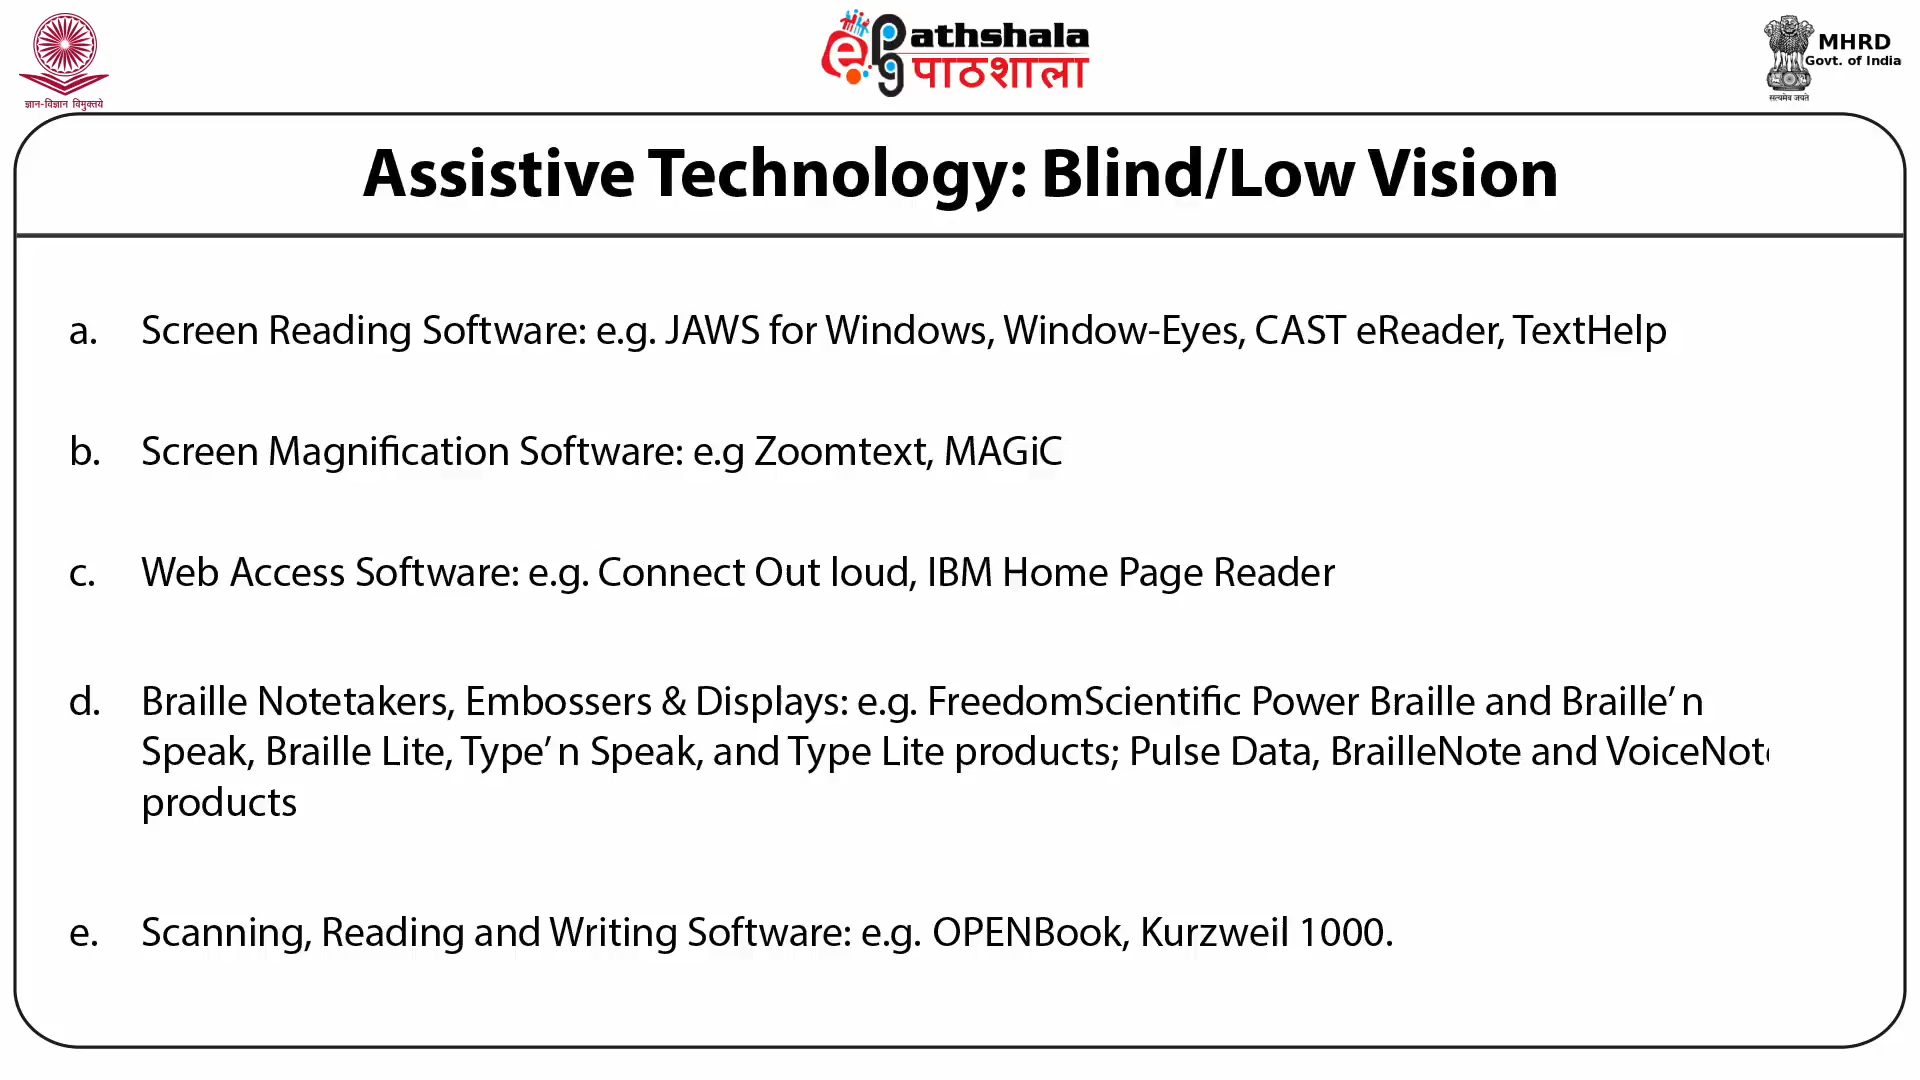 ज्ञान-विज्ञान विमुक्तये
ePathshala
पाठशाला
सत्यमेव जयते
MHRD
Govt. of India
Assistive Technology: Blind/Low Vision
a. Screen Reading Software: e.g. JAWS for Windows, Window-Eyes, CAST eReader, TextHelp
b. Screen Magnification Software: e.g Zoomtext, MAGiC
c. Web Access Software: e.g. Connect Out loud, IBM Home Page Reader
d. Braille Notetakers, Embossers & Displays: e.g. FreedomScientific Power Braille and Braille’ n
Speak, Braille Lite, Type’ n Speak, and Type Lite products; Pulse Data, BrailleNote and VoiceNote
products
e. Scanning, Reading and Writing Software: e.g. OPENBook, Kurzweil 1000.